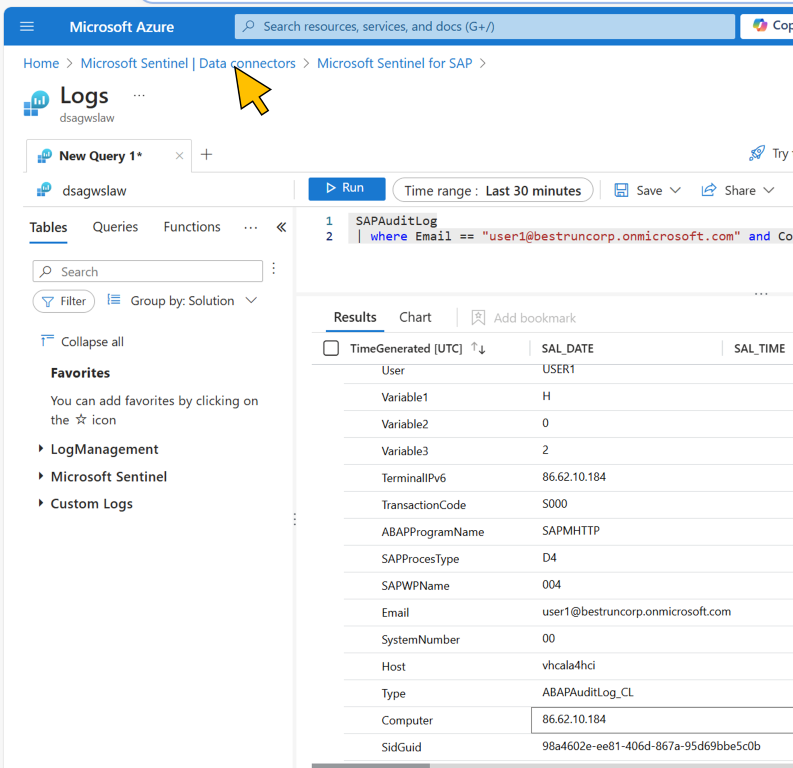 Microsoft Azure
Search resources, services, and docs (G+/)
Home > Microsoft Sentinel | Data connectors > Microsoft Sentinel for SAP >
Logs ...
dsagwslaw
New Query 1* × +
Try
dsagwslaw
Run
Time range : Last 30 minutes
Save
Share
Tables Queries Functions ... «
1 SAPAuditLog
2 | where Email == "user1@bestruncorp.onmicrosoft.com" and Co
Search
Filter
Group by: Solution
Collapse all
Favorites
You can add favorites by clicking on
the ☆ icon
LogManagement
Microsoft Sentinel
Custom Logs
Results Chart Add bookmark
TimeGenerated [UTC] ↑↓ SAL_DATE SAL_TIME
User USER1
Variable1 H
Variable2 0
Variable3 2
TerminalIPv6 86.62.10.184
TransactionCode S000
ABAPProgramName SAPMHTTP
SAPProcesType D4
SAPWPName 004
Email user1@bestruncorp.onmicrosoft.com
SystemNumber 00
Host vhcala4hci
Type ABAPAuditLog_CL
Computer 86.62.10.184
SidGuid 98a4602e-ee81-406d-867a-95d69bbe5c0b